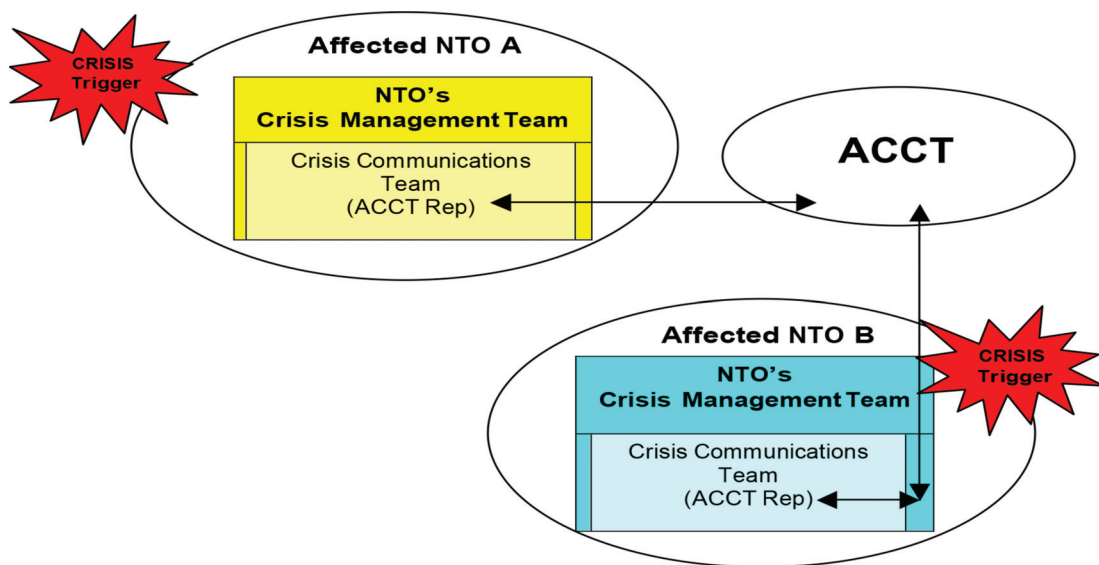 Affected NTO A
CRISIS
Trigger
NTO’s
Crisis Management Team
Crisis Communications
Team
(ACCT Rep)
ACCT
Affected NTO B
CRISIS
Trigger
NTO’s
Crisis Management Team
Crisis Communications
Team
(ACCT Rep)